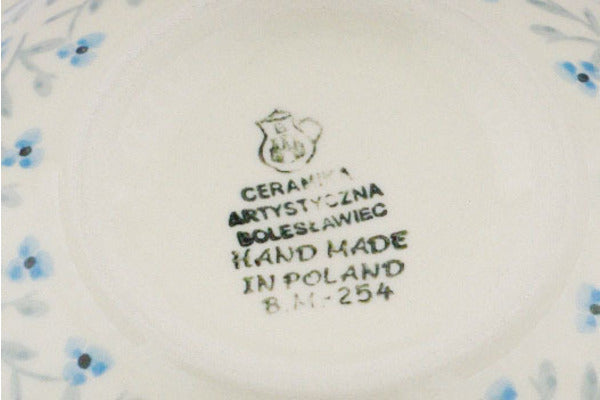 CERAMIKA
ARTYSTYCZNA
BOLESŁAWIEC
HAND MADE
IN POLAND
B.M.-254